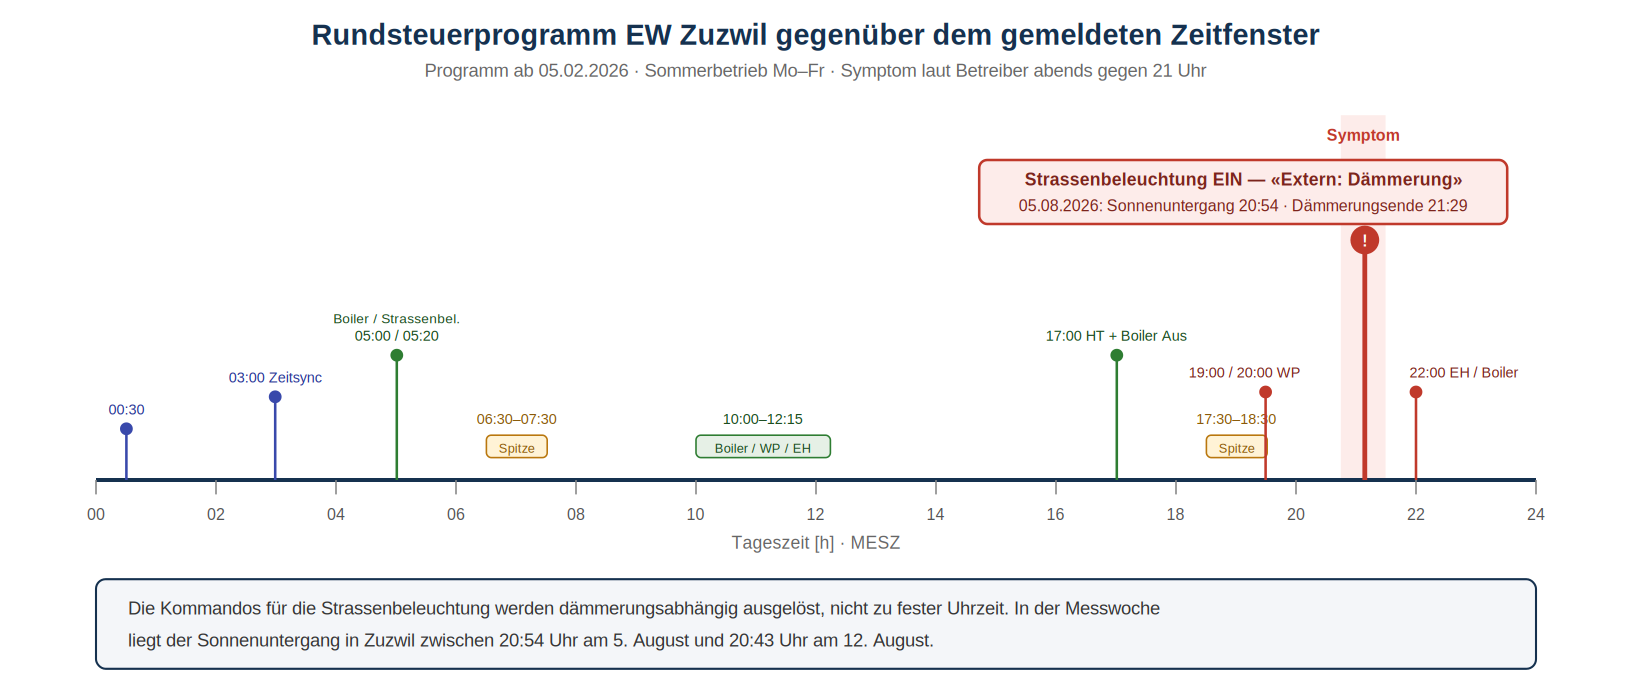 Rundsteuerprogramm EW Zuzwil gegenüber dem gemeldeten Zeitfenster
Programm ab 05.02.2026 · Sommerbetrieb Mo–Fr · Symptom laut Betreiber abends gegen 21 Uhr
Symptom
Strassenbeleuchtung EIN — «Extern: Dämmerung»
05.08.2026: Sonnenuntergang 20:54 · Dämmerungsende 21:29
!
Boiler / Strassenbel.
05:00 / 05:20
17:00 HT + Boiler Aus
03:00 Zeitsync
19:00 / 20:00 WP
22:00 EH / Boiler
00:30
06:30–07:30
10:00–12:15
17:30–18:30
Spitze
Boiler / WP / EH
Spitze
00 02 04 06 08 10 12 14 16 18 20 22 24
Tageszeit [h] · MESZ
Die Kommandos für die Strassenbeleuchtung werden dämmerungsabhängig ausgelöst, nicht zu fester Uhrzeit. In der Messwoche
liegt der Sonnenuntergang in Zuzwil zwischen 20:54 Uhr am 5. August und 20:43 Uhr am 12. August.